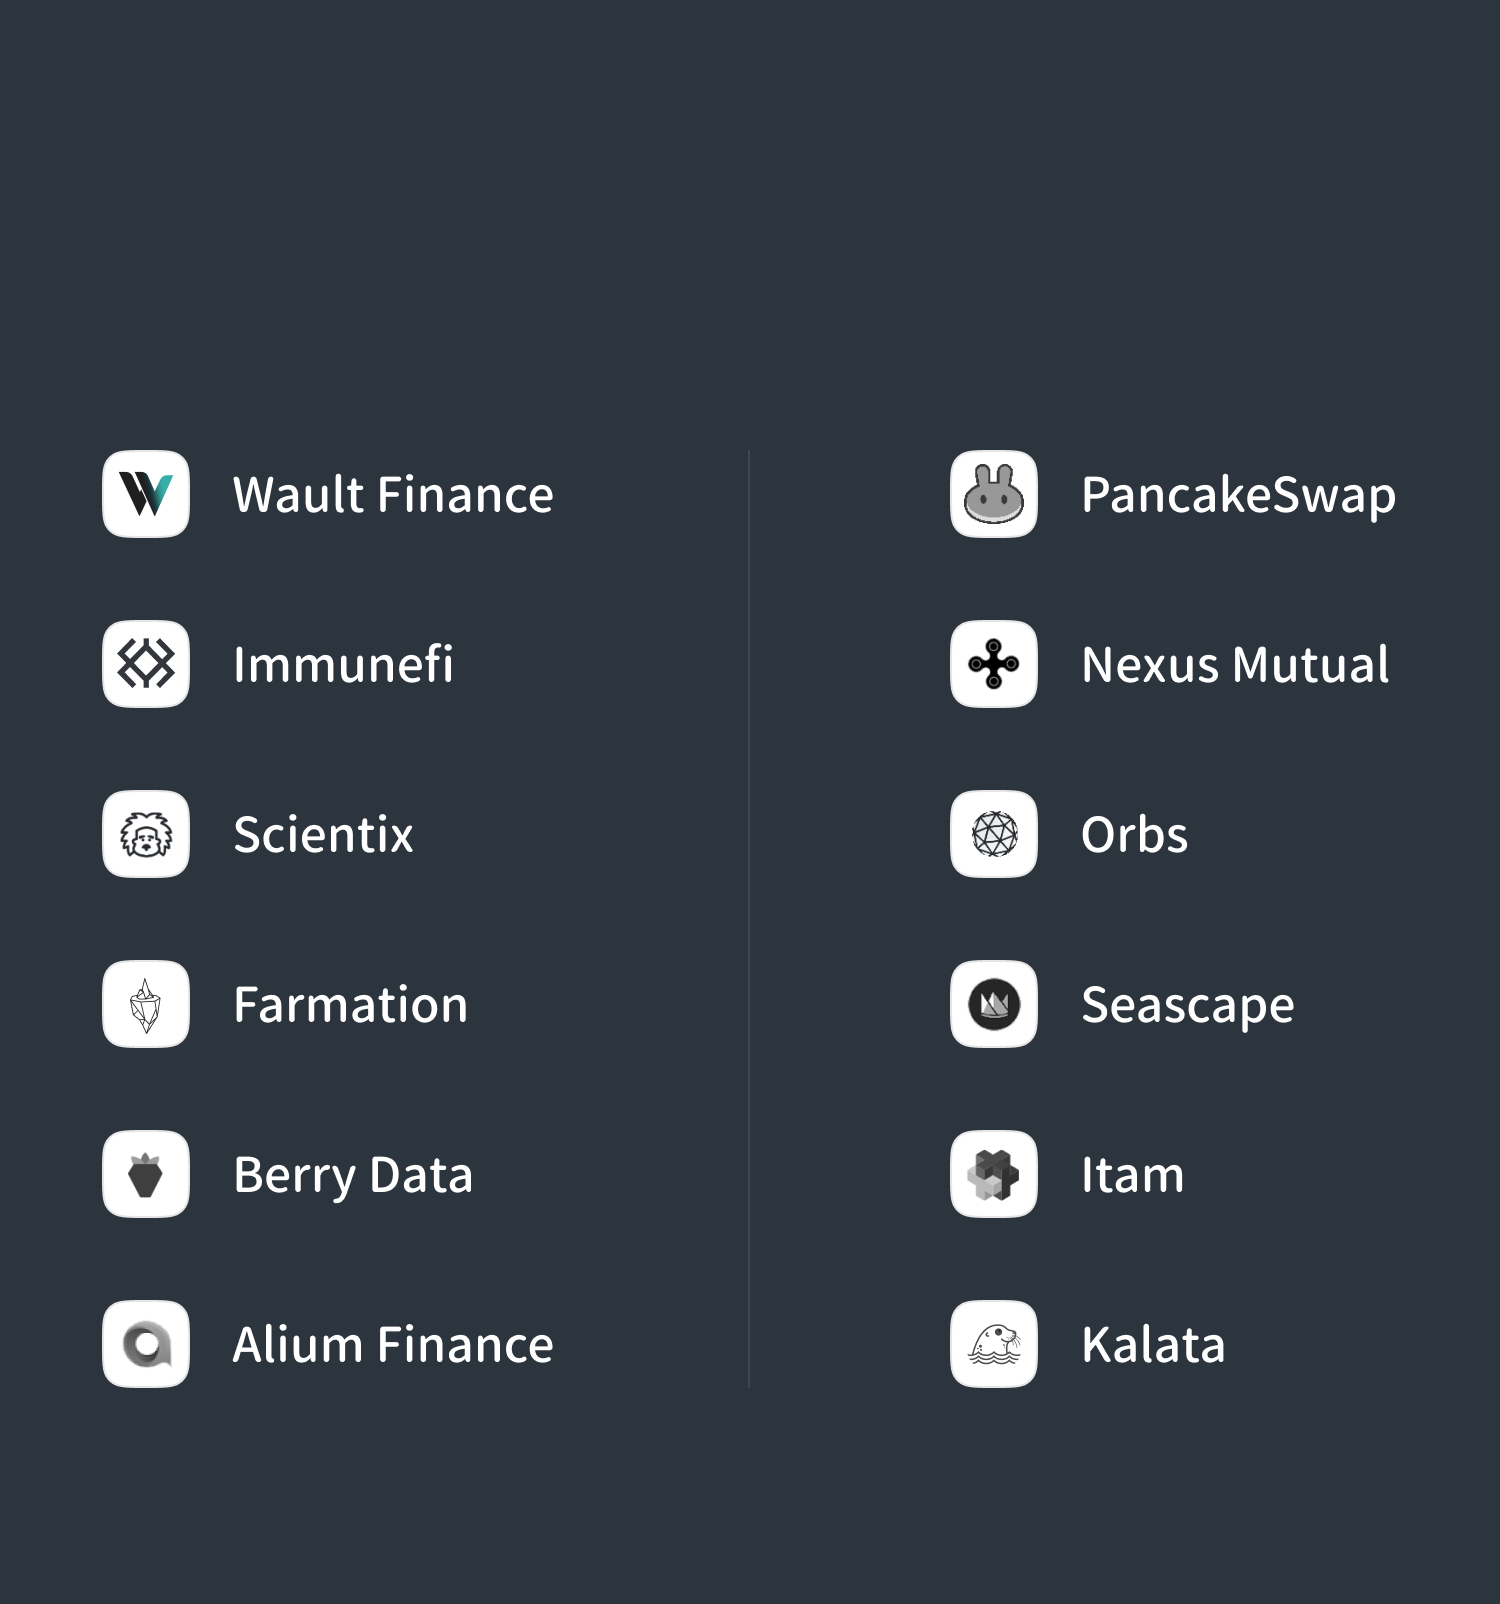 Wault Finance
Immunefi
Scientix
Farmation
Berry Data
Alium Finance
PancakeSwap
Nexus Mutual
Orbs
Seascape
Itam
Kalata